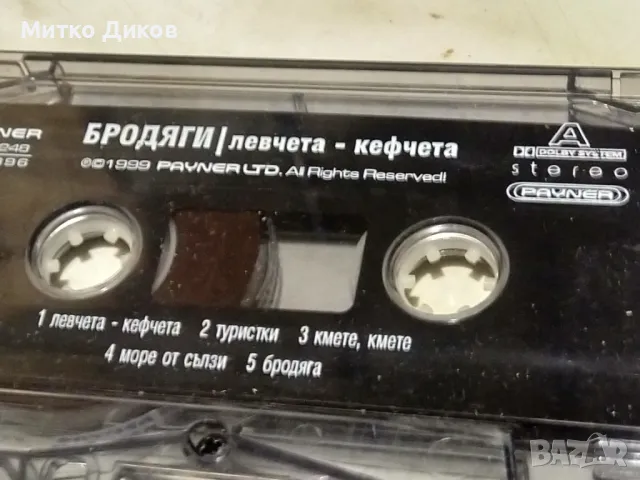 Митко Диков
БРОДЯГИ / левчета - кефчета
℗©1999 PAYNER LTD. All Rights Reserved!
A
DOLBY SYSTEM
stereo
PAYNER
1 левчета - кефчета 2 туристки 3 кмете, кмете
4 море от сълзи 5 бродяга
BAZAR